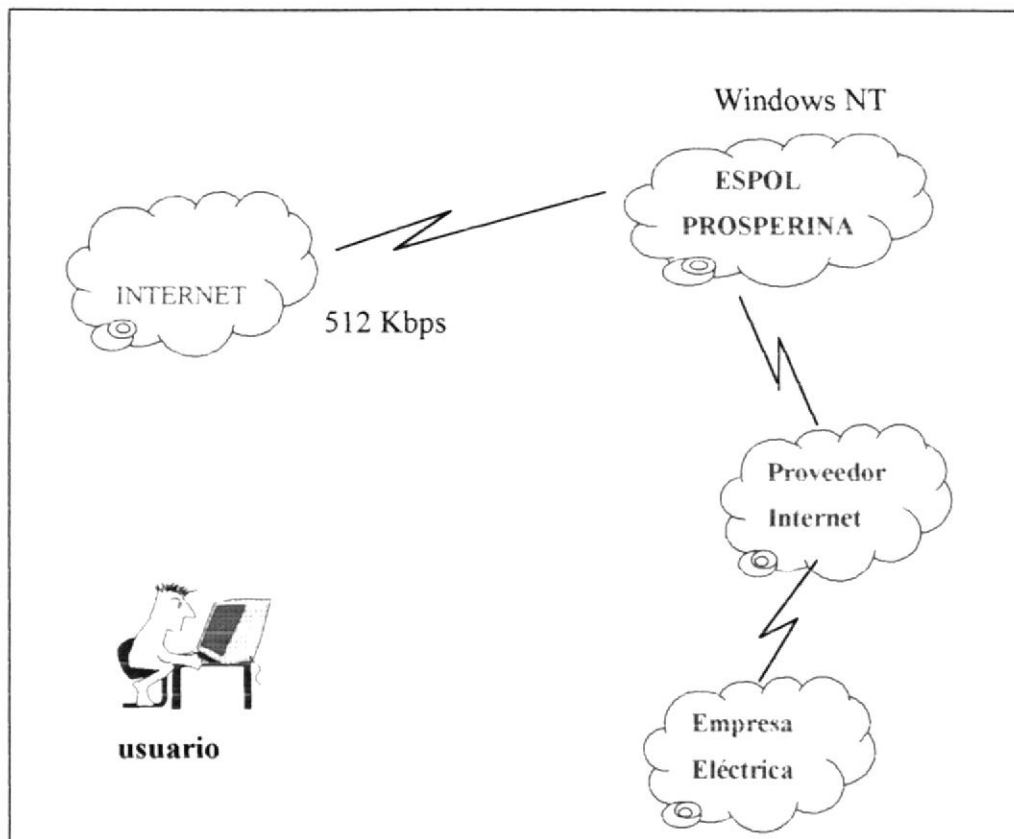 Windows NT
ESPOL
PROSPERINA
INTERNET
512 Kbps
Proveedor
Internet
usuario
Empresa
Eléctrica